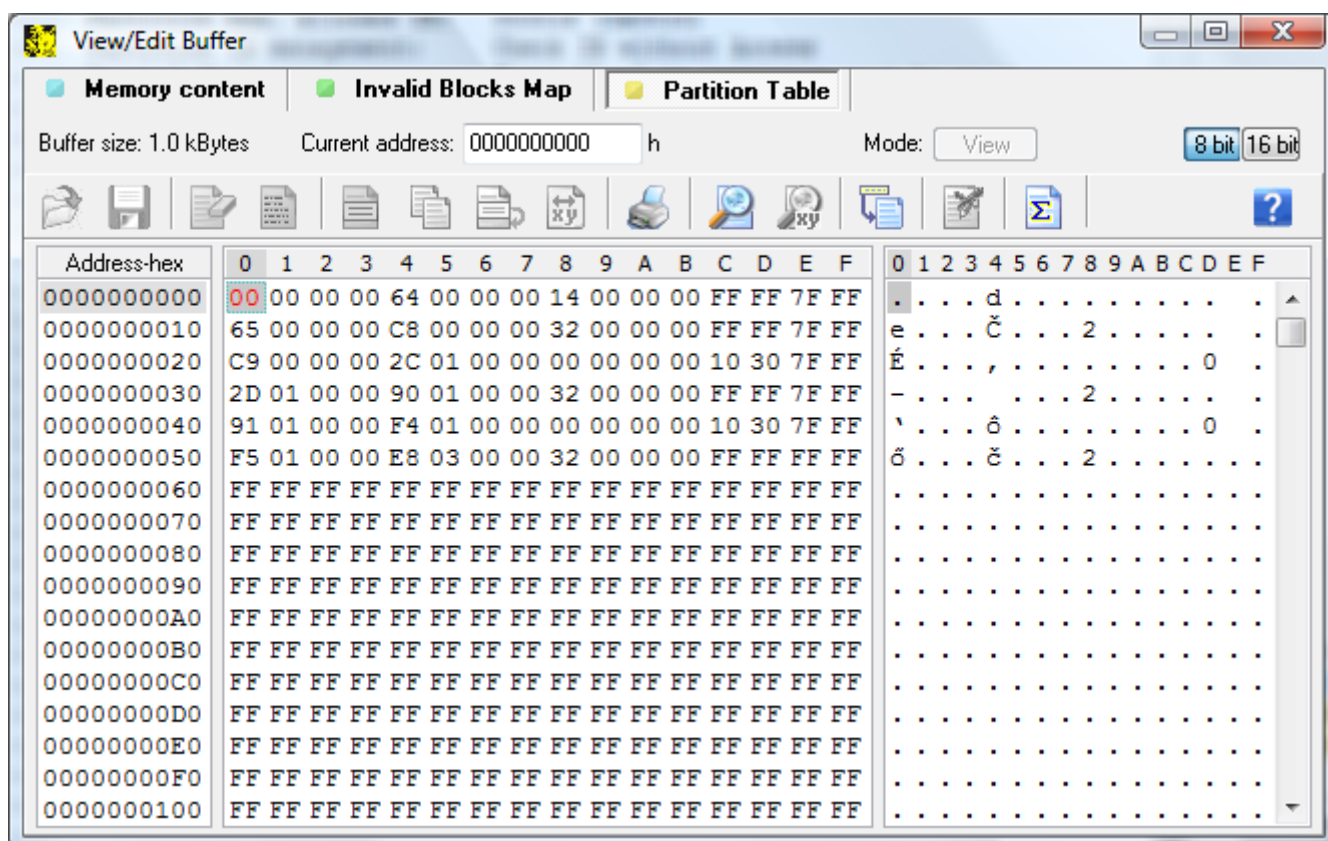 View/Edit Buffer
Memory content Invalid Blocks Map Partition Table
Buffer size: 1.0 kBytes Current address: 0000000000 h Mode: View 8 bit 16 bit
xy xy Σ ?
Address-hex 0 1 2 3 4 5 6 7 8 9 A B C D E F 0 1 2 3 4 5 6 7 8 9 A B C D E F
0000000000 00 00 00 00 64 00 00 00 14 00 00 00 FF FF 7F FF . . . . d . . . . . . . . . .
0000000010 65 00 00 00 C8 00 00 00 32 00 00 00 FF FF 7F FF e . . . Č . . . 2 . . . . . .
0000000020 C9 00 00 00 2C 01 00 00 00 00 00 00 10 30 7F FF É . . . , . . . . . . . . 0 .
0000000030 2D 01 00 00 90 01 00 00 32 00 00 00 FF FF 7F FF - . . . . . . 2 . . . . . .
0000000040 91 01 00 00 F4 01 00 00 00 00 00 00 10 30 7F FF ‘ . . . ô . . . . . . . . 0 .
0000000050 F5 01 00 00 E8 03 00 00 32 00 00 00 FF FF FF FF ő . . . č . . . 2 . . . . . . .
0000000060 FF FF FF FF FF FF FF FF FF FF FF FF FF FF FF FF . . . . . . . . . . . . . . . .
0000000070 FF FF FF FF FF FF FF FF FF FF FF FF FF FF FF FF . . . . . . . . . . . . . . . .
0000000080 FF FF FF FF FF FF FF FF FF FF FF FF FF FF FF FF . . . . . . . . . . . . . . . .
0000000090 FF FF FF FF FF FF FF FF FF FF FF FF FF FF FF FF . . . . . . . . . . . . . . . .
00000000A0 FF FF FF FF FF FF FF FF FF FF FF FF FF FF FF FF . . . . . . . . . . . . . . . .
00000000B0 FF FF FF FF FF FF FF FF FF FF FF FF FF FF FF FF . . . . . . . . . . . . . . . .
00000000C0 FF FF FF FF FF FF FF FF FF FF FF FF FF FF FF FF . . . . . . . . . . . . . . . .
00000000D0 FF FF FF FF FF FF FF FF FF FF FF FF FF FF FF FF . . . . . . . . . . . . . . . .
00000000E0 FF FF FF FF FF FF FF FF FF FF FF FF FF FF FF FF . . . . . . . . . . . . . . . .
00000000F0 FF FF FF FF FF FF FF FF FF FF FF FF FF FF FF FF . . . . . . . . . . . . . . . .
0000000100 FF FF FF FF FF FF FF FF FF FF FF FF FF FF FF FF . . . . . . . . . . . . . . . .